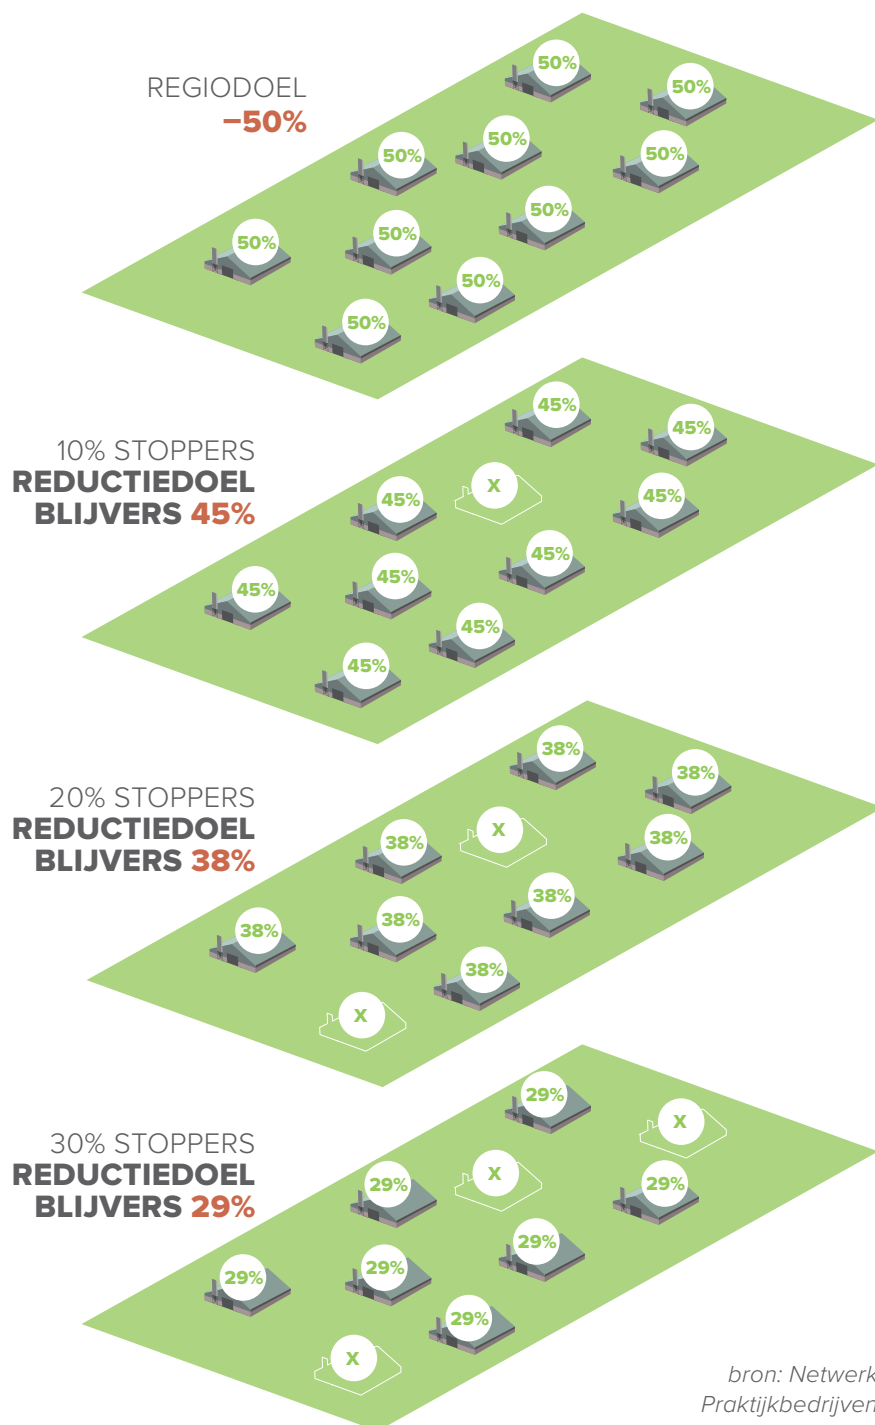 REGIODOEL
–50%
50%
50%
50%
50%
50%
50%
50%
50%
50%
50%
10% STOPPERS
REDUCTIEDOEL
BLIJVERS 45%
45%
45%
X
45%
45%
45%
45%
45%
45%
45%
20% STOPPERS
REDUCTIEDOEL
BLIJVERS 38%
38%
38%
X
38%
38%
38%
38%
38%
38%
X
30% STOPPERS
REDUCTIEDOEL
BLIJVERS 29%
29%
X
X
29%
29%
29%
29%
29%
29%
X
bron: Netwerk
Praktijkbedrijven